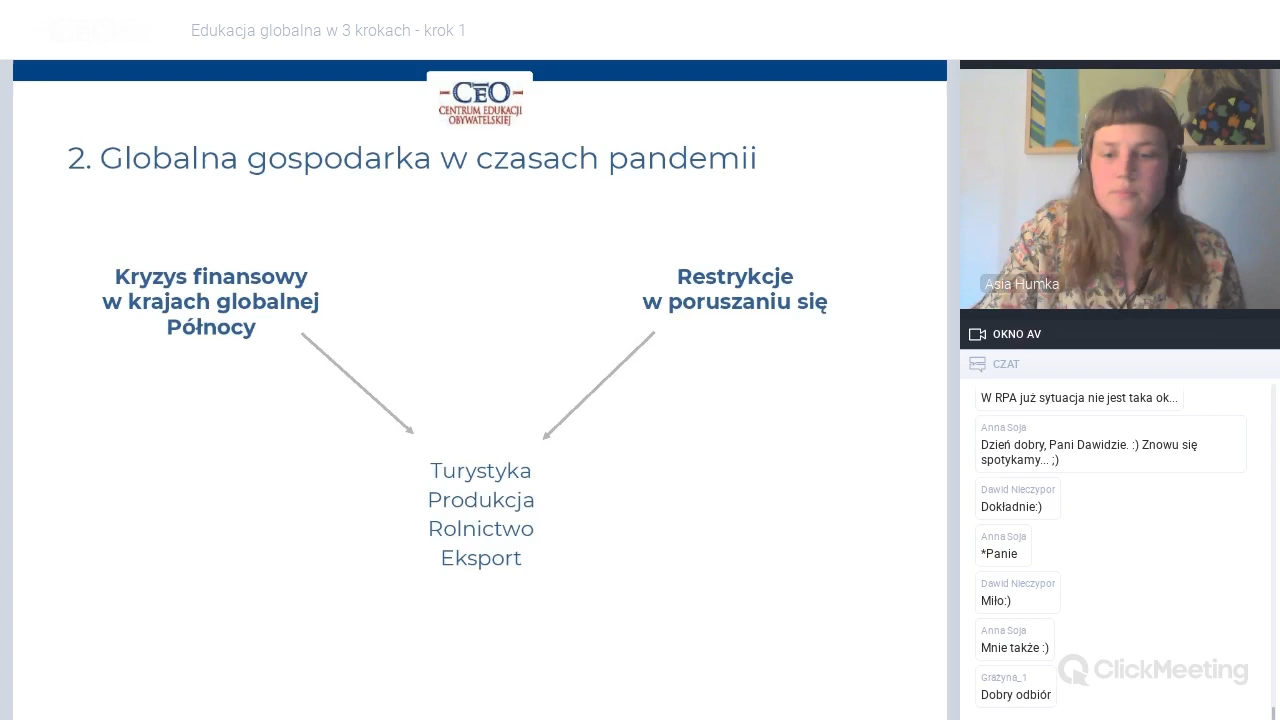 Edukacja globalna w 3 krokach - krok 1
CEO
CENTRUM EDUKACJI
OBYWATELSKIEJ
2. Globalna gospodarka w czasach pandemii
Kryzys finansowy
w krajach globalnej
Północy
Restrykcje
w poruszaniu się
Turystyka
Produkcja
Rolnictwo
Eksport
Asia Humka
OKNO AV
CZAT
W RPA już sytuacja nie jest taka ok...
Anna Soja
Dzień dobry, Pani Dawidzie. :) Znowu się
spotykamy... ;)
Dawid Nieczypor
Dokładnie:)
Anna Soja
*Panie
Dawid Nieczypor
Miło:)
Anna Soja
Mnie także :)
Grażyna_1
Dobry odbiór
ClickMeeting